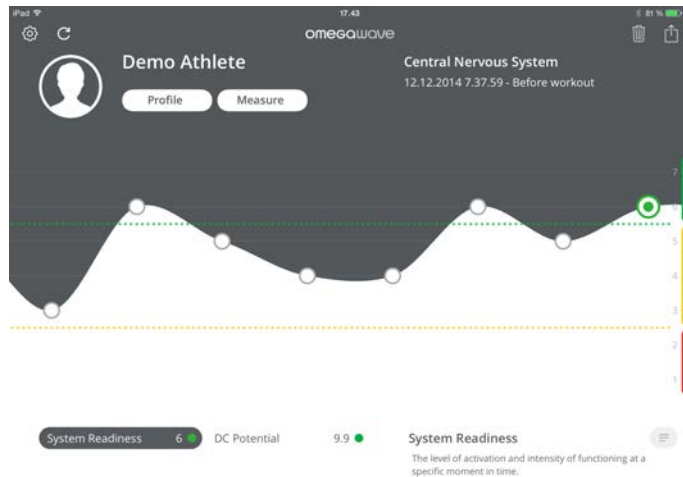 iPad
17.43
81 %
omegawave
Demo Athlete
Central Nervous System
12.12.2014 7.37.59 - Before workout
Profile
Measure
7
6
5
4
3
2
1
System Readiness 6
DC Potential 9.9
System Readiness
The level of activation and intensity of functioning at a
specific moment in time.